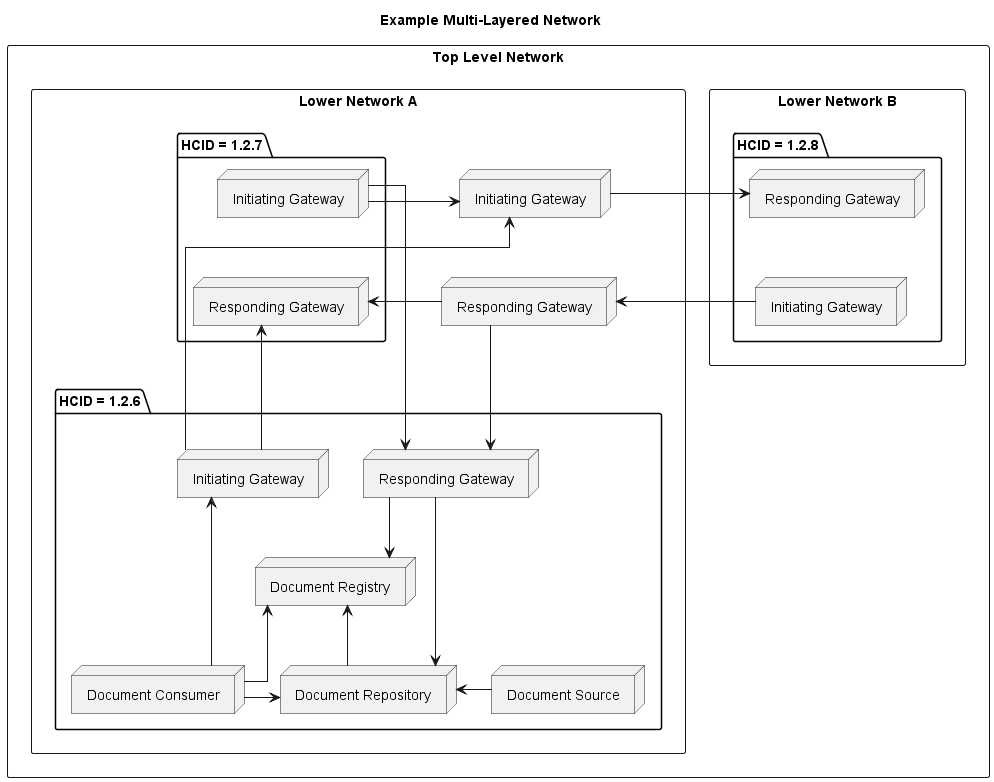 Example Multi-Layered Network
Top Level Network
Lower Network A
Lower Network B
HCID = 1.2.7
HCID = 1.2.8
Initiating Gateway
Initiating Gateway
Responding Gateway
Responding Gateway
Responding Gateway
Initiating Gateway
HCID = 1.2.6
Initiating Gateway
Responding Gateway
Document Registry
Document Consumer
Document Repository
Document Source